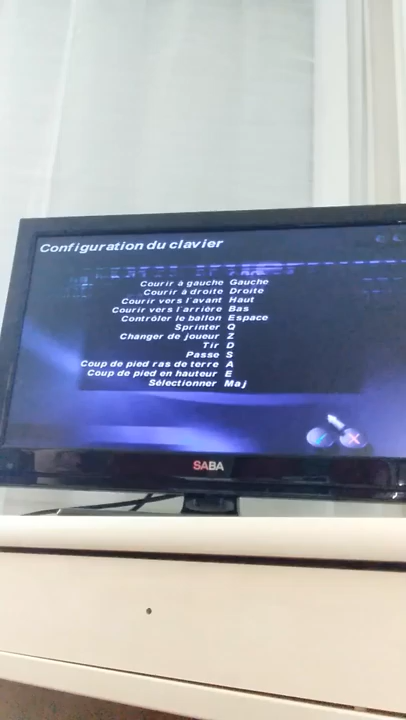 Configuration du clavier
Courir à gauche Gauche
Courir à droite Droite
Courir vers l'avant Haut
Courir vers l'arrière Bas
Contrôler le ballon Espace
Sprinter Q
Changer de joueur Z
Tir D
Passe S
Coup de pied ras de terre A
Coup de pied en hauteur E
Sélectionner Maj
SABA